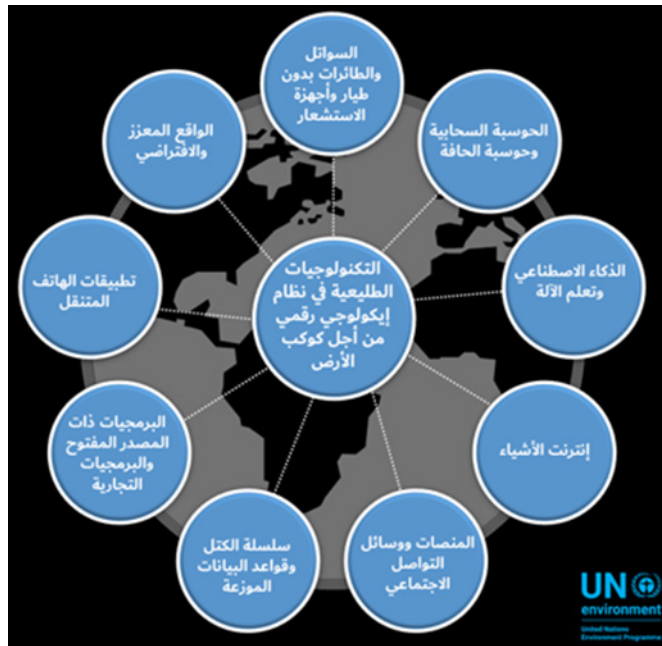 السواتل
والطائرات بدون
طيار وأجهزة
الاستشعار
الحوسبة السحابية
وحوسبة الحافة
الذكاء الاصطناعي
وتعلم الآلة
إنترنت الأشياء
المنصات ووسائل
التواصل
الاجتماعي
سلسلة الكتل
وقواعد البيانات
الموزعة
البرمجيات ذات
المصدر المفتوح
والبرمجيات
التجارية
تطبيقات الهاتف
المتنقل
الواقع المعزز
والافتراضي
التكنولوجيات
الطليعية في نظام
إيكولوجي رقمي
من أجل كوكب
الأرض
UN
environment
United Nations
Environment Programme